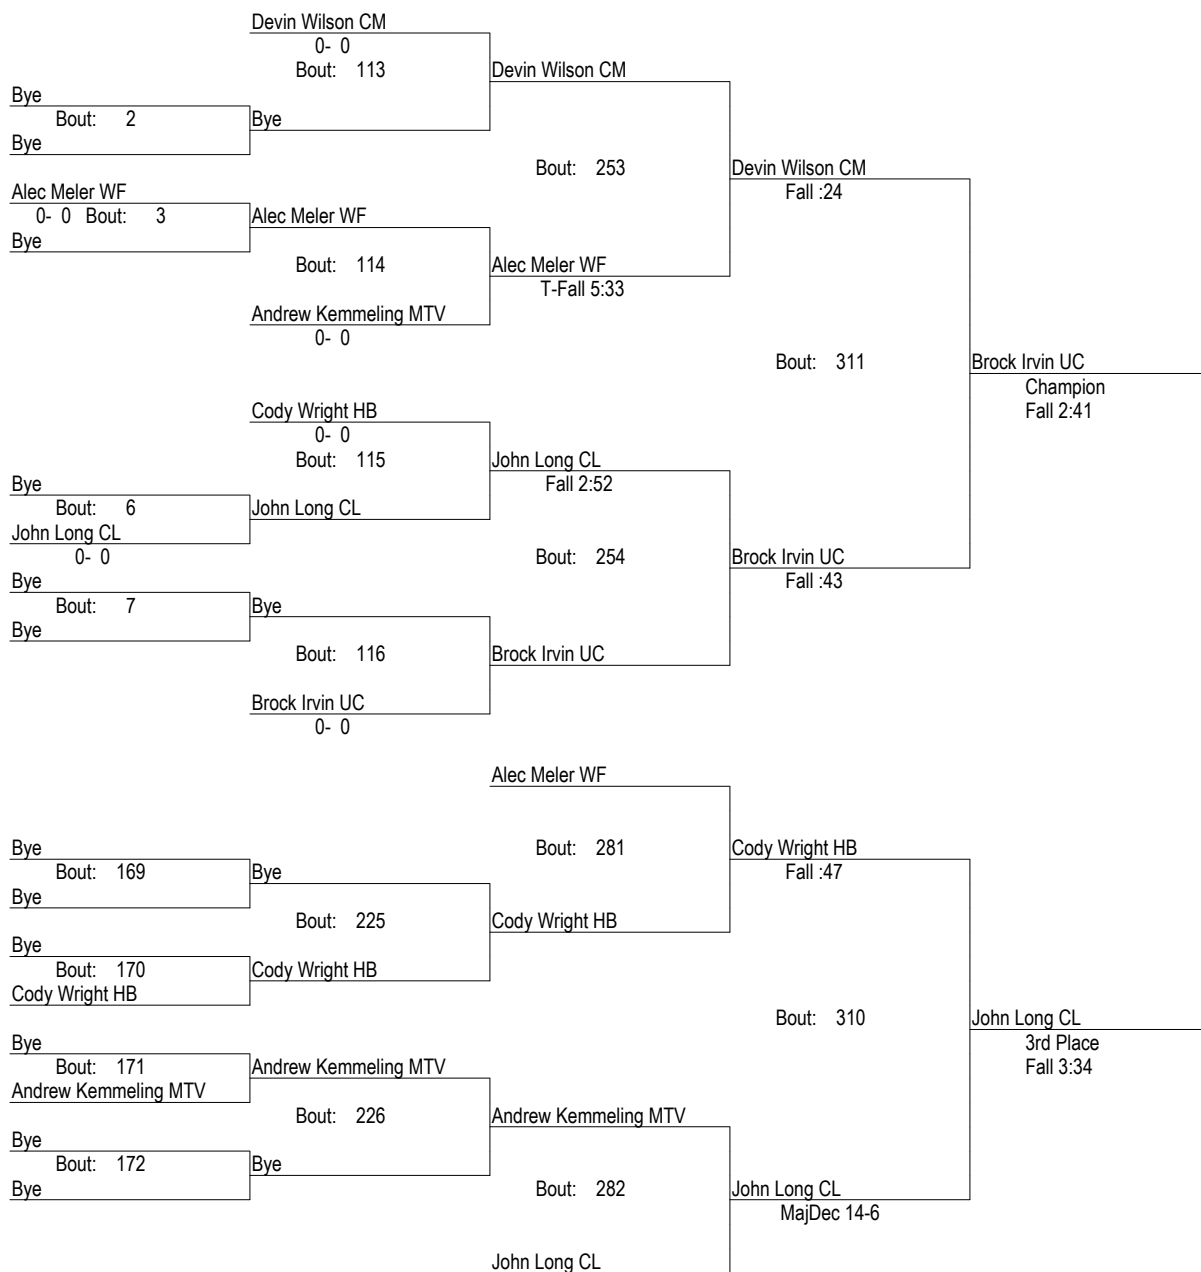 Devin Wilson CM
0- 0
Bout: 113 Devin Wilson CM
Bye
Bout: 2 Bye
Bye
Bout: 253 Devin Wilson CM
Fall :24
Alec Meler WF
0- 0 Bout: 3 Alec Meler WF
Bye
Bout: 114 Alec Meler WF
T-Fall 5:33
Andrew Kemmeling MTV
0- 0
Bout: 311 Brock Irvin UC
Champion
Fall 2:41
Cody Wright HB
0- 0
Bout: 115 John Long CL
Fall 2:52
Bye
Bout: 6 John Long CL
John Long CL
0- 0
Bout: 254 Brock Irvin UC
Fall :43
Bye
Bout: 7 Bye
Bye
Bout: 116 Brock Irvin UC
Brock Irvin UC
0- 0
Alec Meler WF
Bye
Bout: 169 Bye
Bye
Bout: 281 Cody Wright HB
Fall :47
Bout: 225 Cody Wright HB
Bye
Bout: 170 Cody Wright HB
Cody Wright HB
Bout: 310 John Long CL
3rd Place
Fall 3:34
Bye
Bout: 171 Andrew Kemmeling MTV
Andrew Kemmeling MTV
Bout: 226 Andrew Kemmeling MTV
Bye
Bout: 172 Bye
Bye
Bout: 282 John Long CL
MajDec 14-6
John Long CL